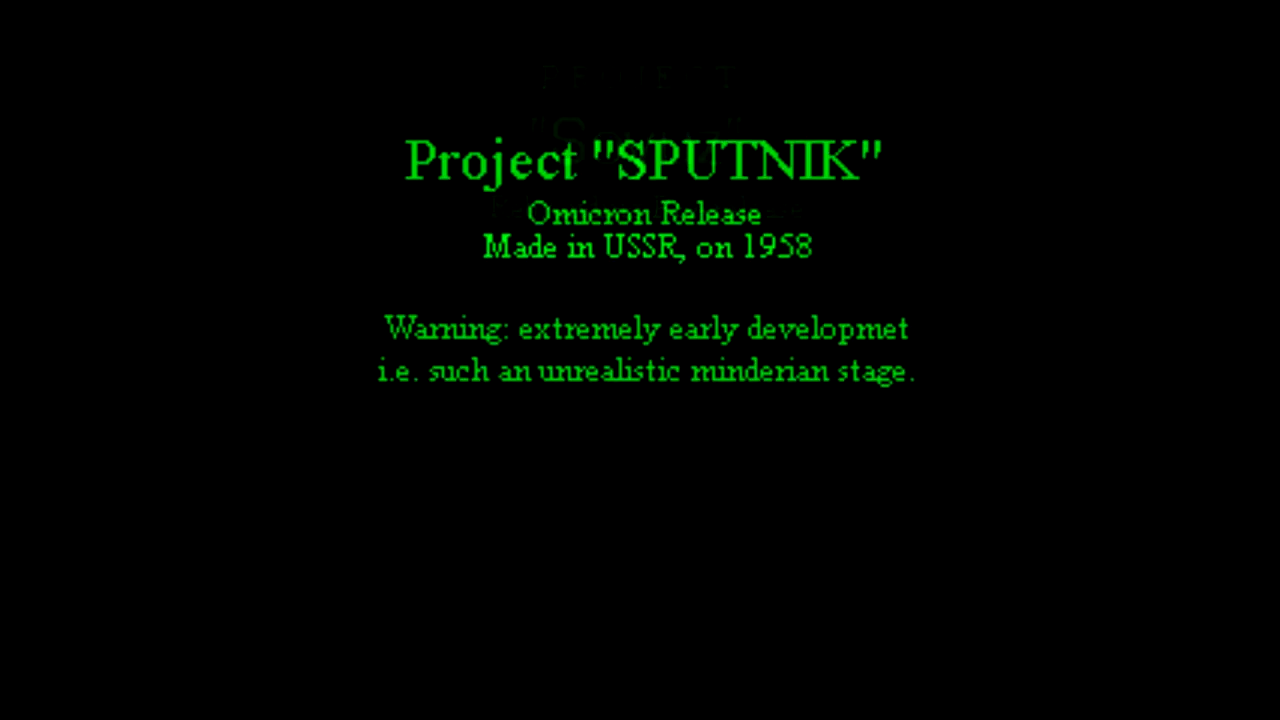 Project "SPUTNIK"
Omicron Release
Made in USSR, on 1958
Warning: extremely early developmet
i.e. such an unrealistic minderian stage.